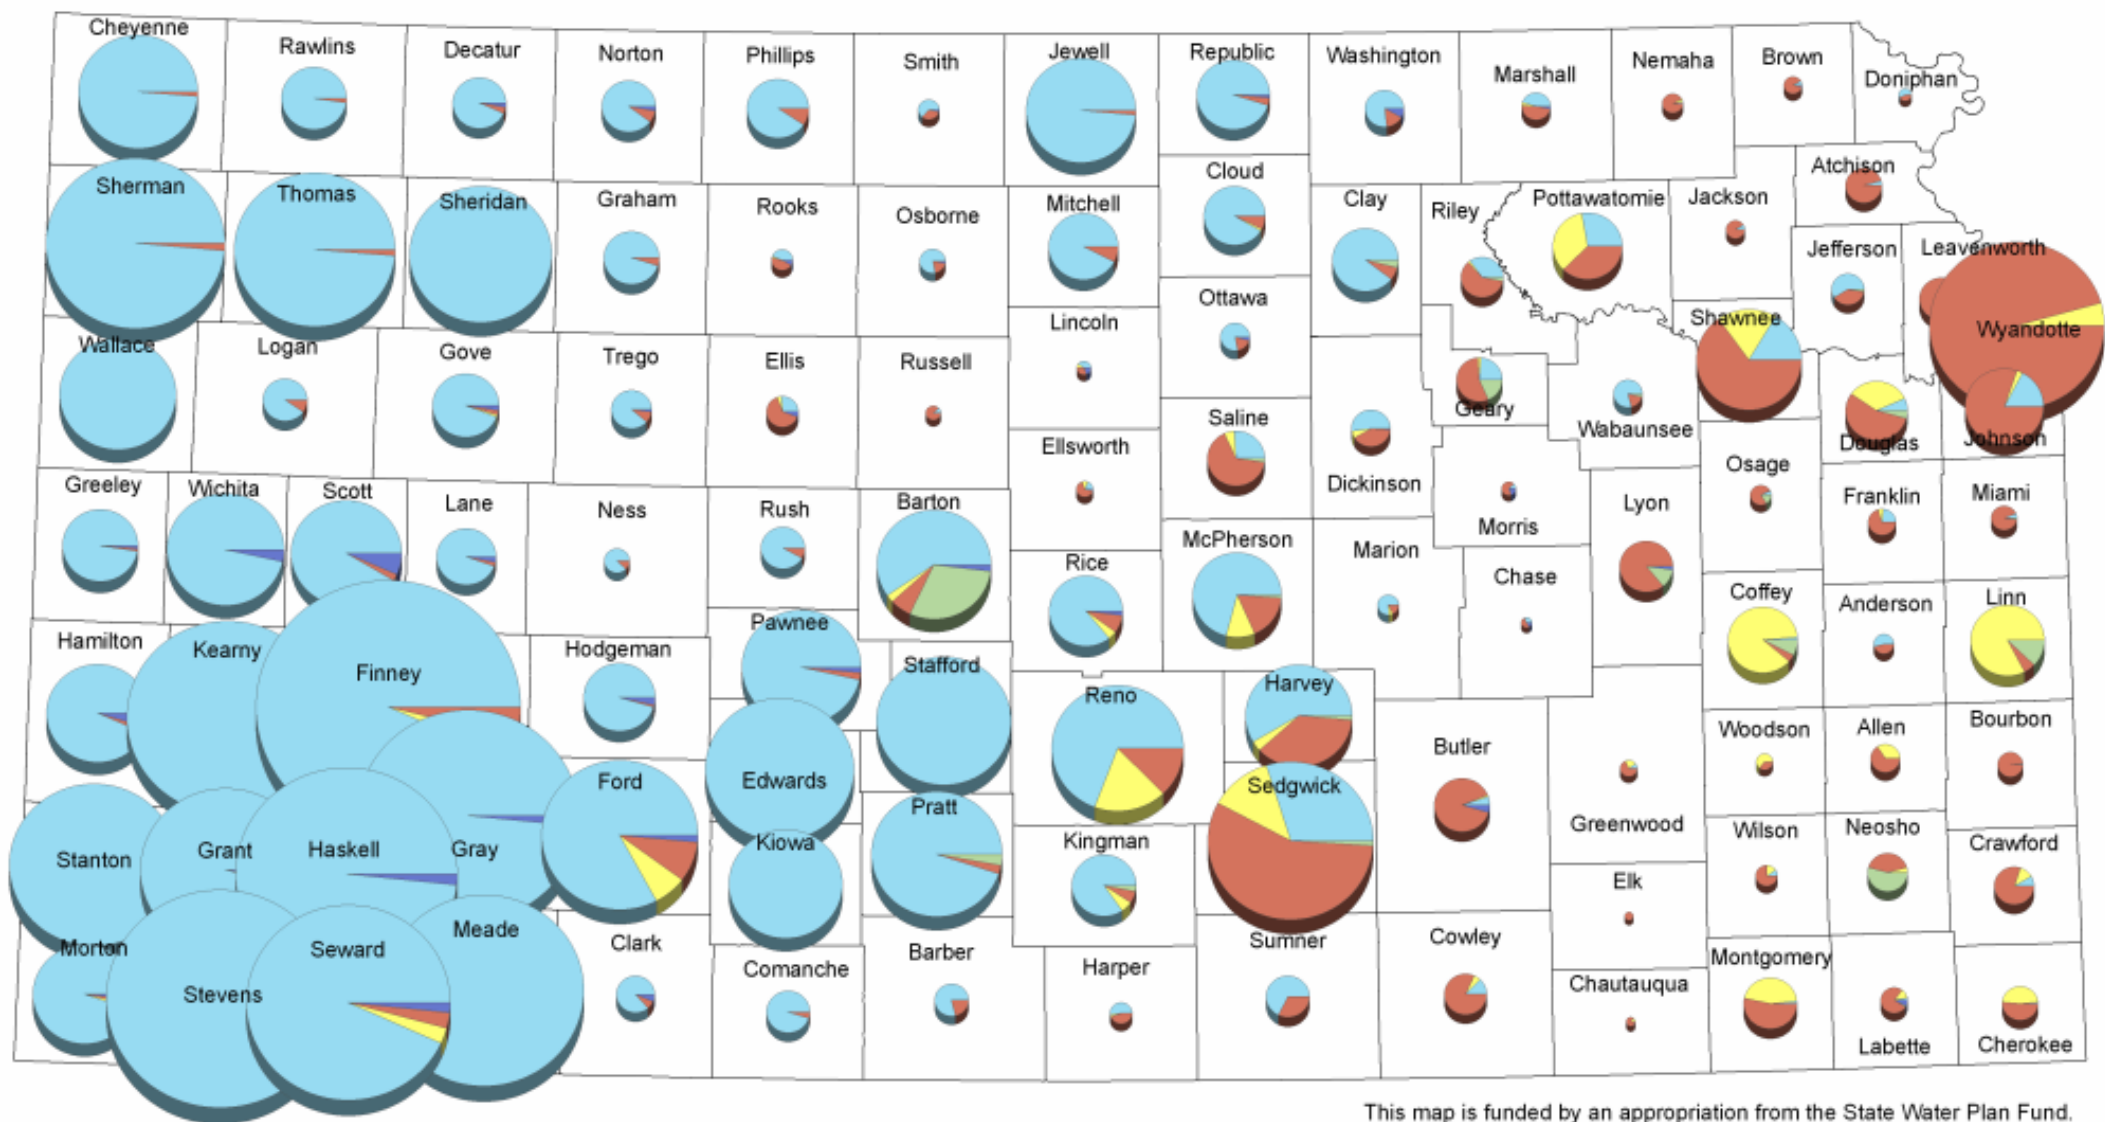 Cheyenne
Rawlins
Decatur
Norton
Phillips
Smith
Jewell
Republic
Washington
Marshall
Nemaha
Brown
Doniphan
Sherman
Thomas
Sheridan
Graham
Rooks
Osborne
Mitchell
Cloud
Clay
Riley
Pottawatomie
Jackson
Atchison
Jefferson
Leavenworth
Wyandotte
Wallace
Logan
Gove
Trego
Ellis
Russell
Lincoln
Ottawa
Saline
Dickinson
Geary
Wabaunsee
Shawnee
Douglas
Johnson
Greeley
Wichita
Scott
Lane
Ness
Rush
Barton
Ellsworth
Rice
McPherson
Marion
Morris
Chase
Lyon
Osage
Franklin
Miami
Coffey
Anderson
Linn
Hamilton
Kearny
Finney
Hodgeman
Pawnee
Stafford
Edwards
Reno
Harvey
Sedgwick
Butler
Greenwood
Woodson
Allen
Bourbon
Stanton
Grant
Haskell
Gray
Ford
Kiowa
Pratt
Kingman
Elk
Wilson
Neosho
Crawford
Morton
Stevens
Seward
Meade
Clark
Comanche
Barber
Harper
Sumner
Cowley
Chautauqua
Montgomery
Labette
Cherokee
This map is funded by an appropriation from the State Water Plan Fund.